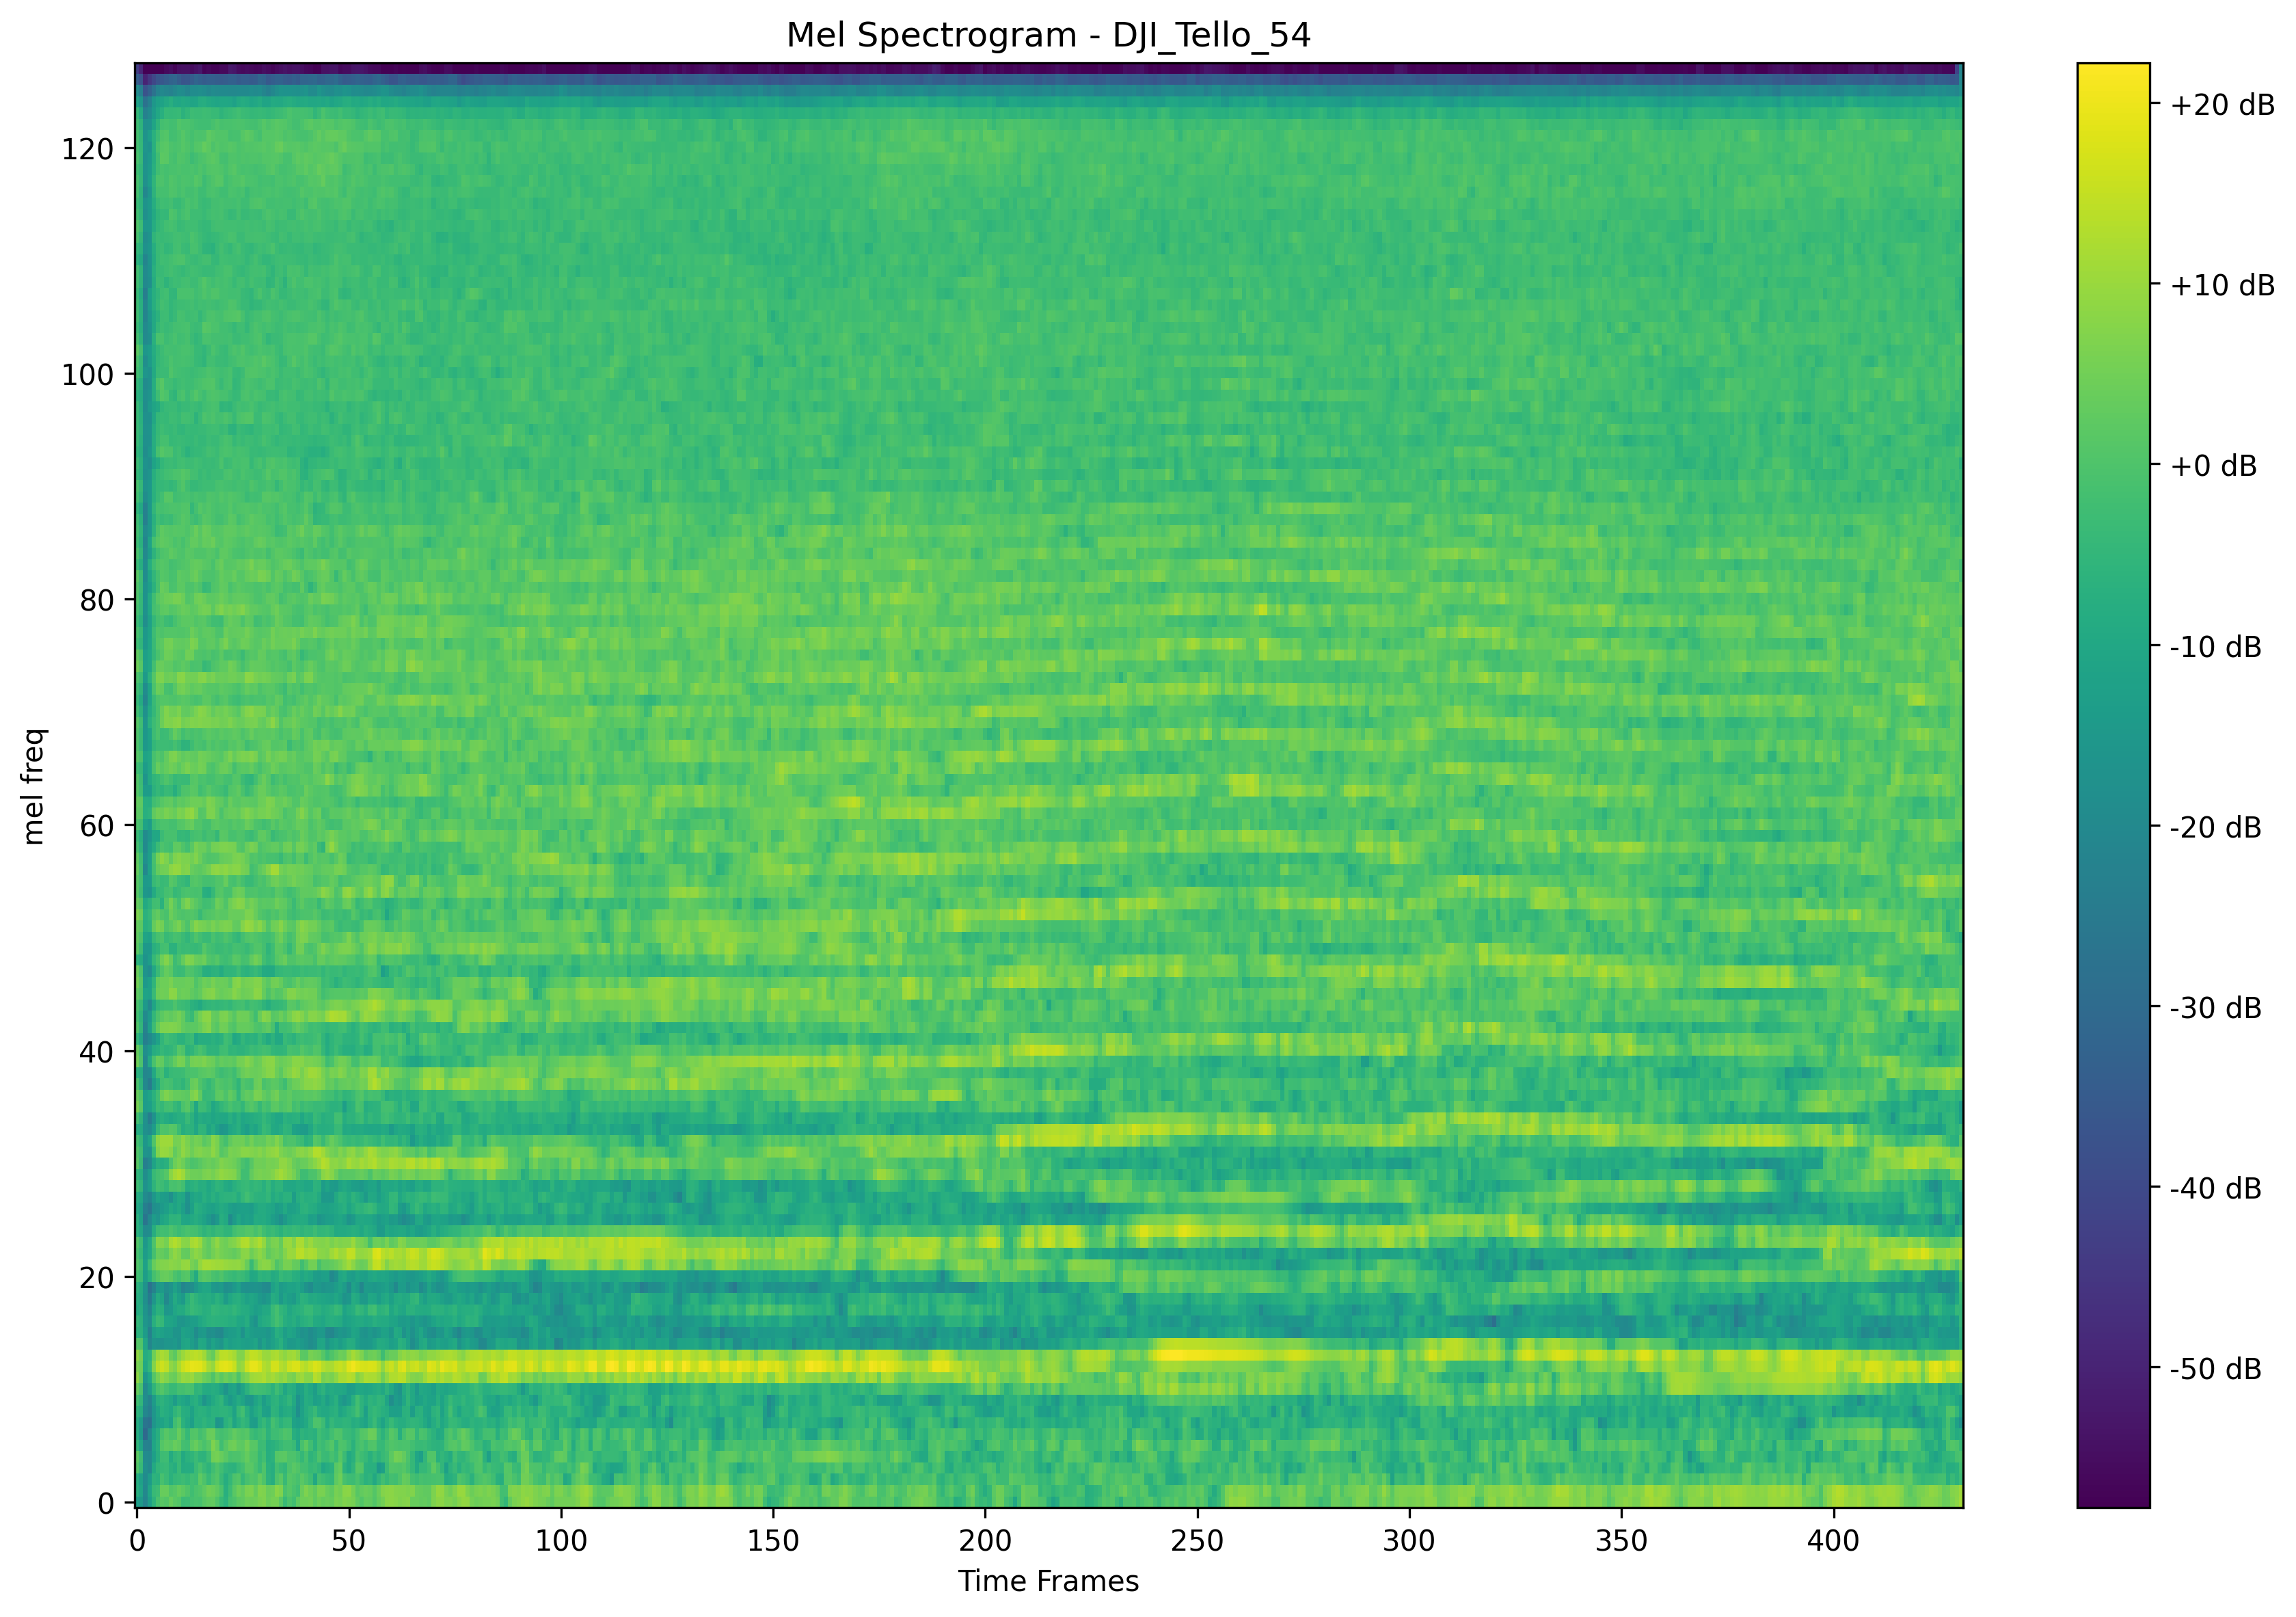 Mel Spectrogram - DJI_Tello_54
120
100
80
60
40
20
0
mel freq
0 50 100 150 200 250 300 350 400
Time Frames
+20 dB
+10 dB
+0 dB
-10 dB
-20 dB
-30 dB
-40 dB
-50 dB